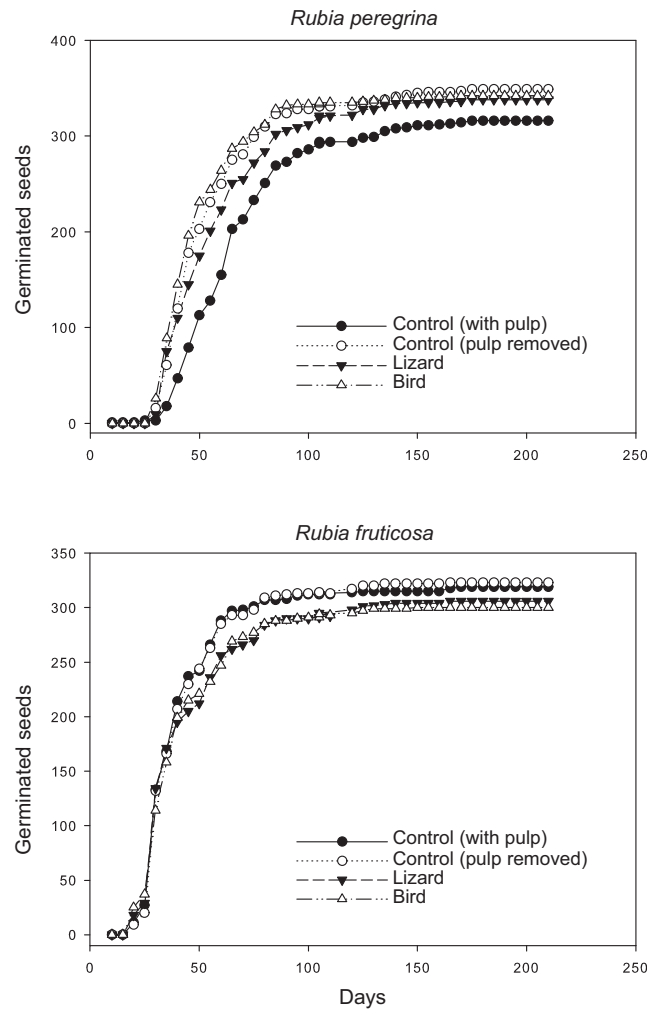 Rubia peregrina
400
300
200
100
0
Germinated seeds
Control (with pulp)
Control (pulp removed)
Lizard
Bird
0 50 100 150 200 250
Rubia fruticosa
350
300
250
200
150
100
50
0
Germinated seeds
Control (with pulp)
Control (pulp removed)
Lizard
Bird
0 50 100 150 200 250
Days